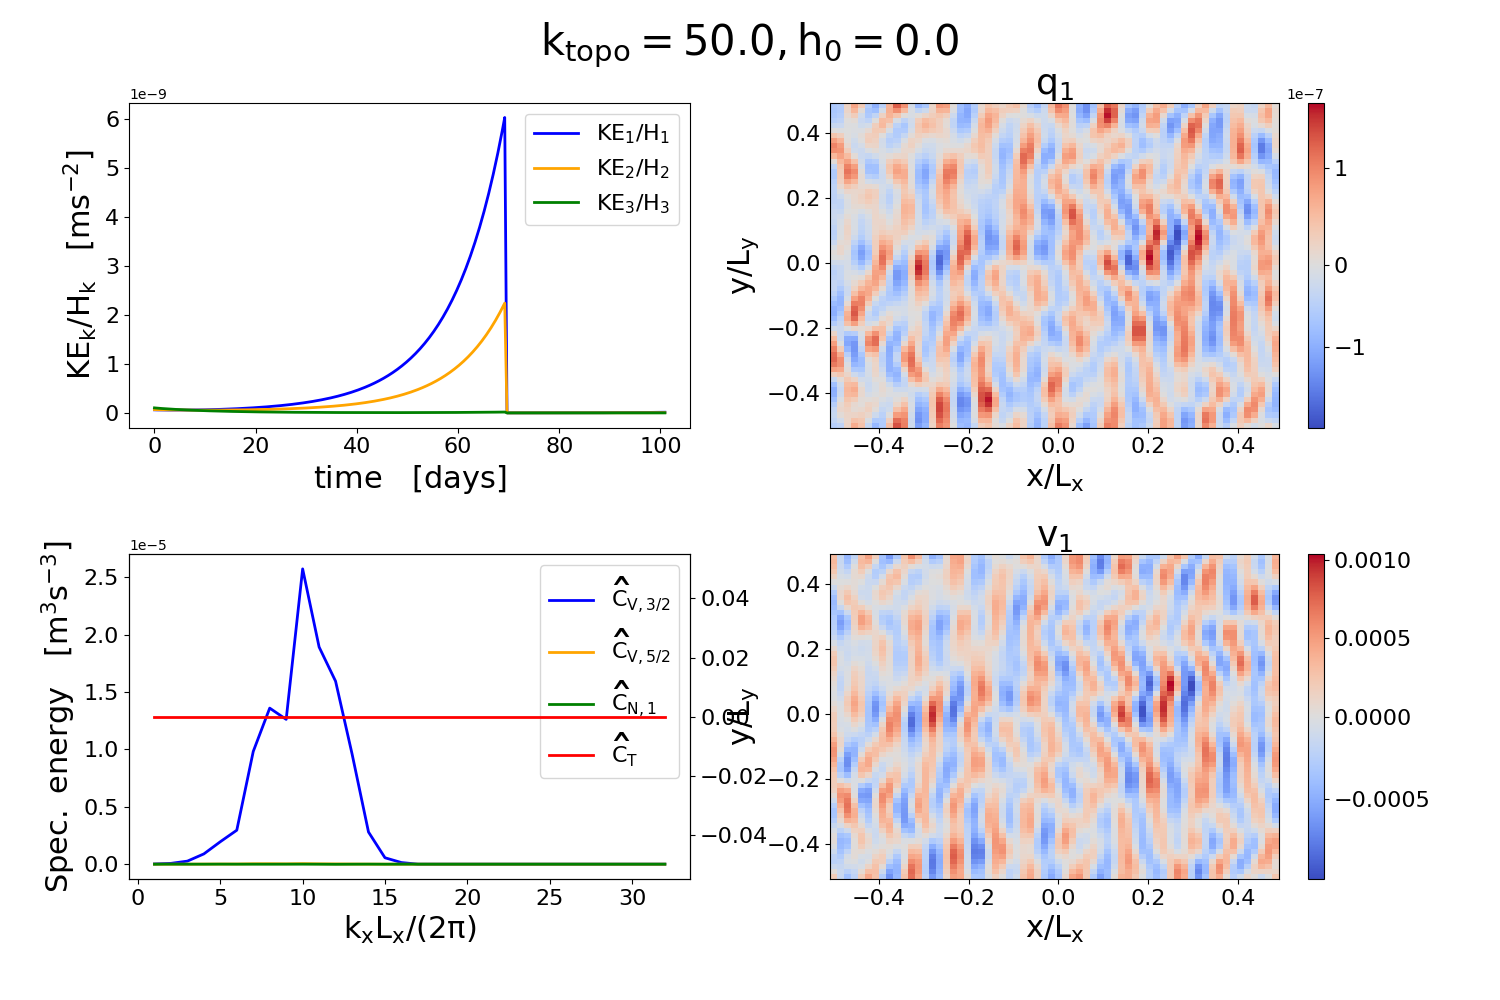 k_topo = 50.0, h_0 = 0.0
1e−9
6
5
4
3
2
1
0
KE_k/H_k [ms^−2]
KE_1/H_1
KE_2/H_2
KE_3/H_3
0 20 40 60 80 100
time [days]
q_1
0.4
0.2
0.0
−0.2
−0.4
y/L_y
−0.4 −0.2 0.0 0.2 0.4
x/L_x
1e−7
1
0
−1
1e−5
2.5
2.0
1.5
1.0
0.5
0.0
Spec. energy [m^3s^−3]
Ĉ_V,3/2
Ĉ_V,5/2
Ĉ_N,1
Ĉ_T
0.04
0.02
0.00
−0.02
−0.04
0 5 10 15 20 25 30
k_xL_x/(2π)
v_1
0.4
0.2
0.0
−0.2
−0.4
y/L_y
−0.4 −0.2 0.0 0.2 0.4
x/L_x
0.0010
0.0005
0.0000
−0.0005